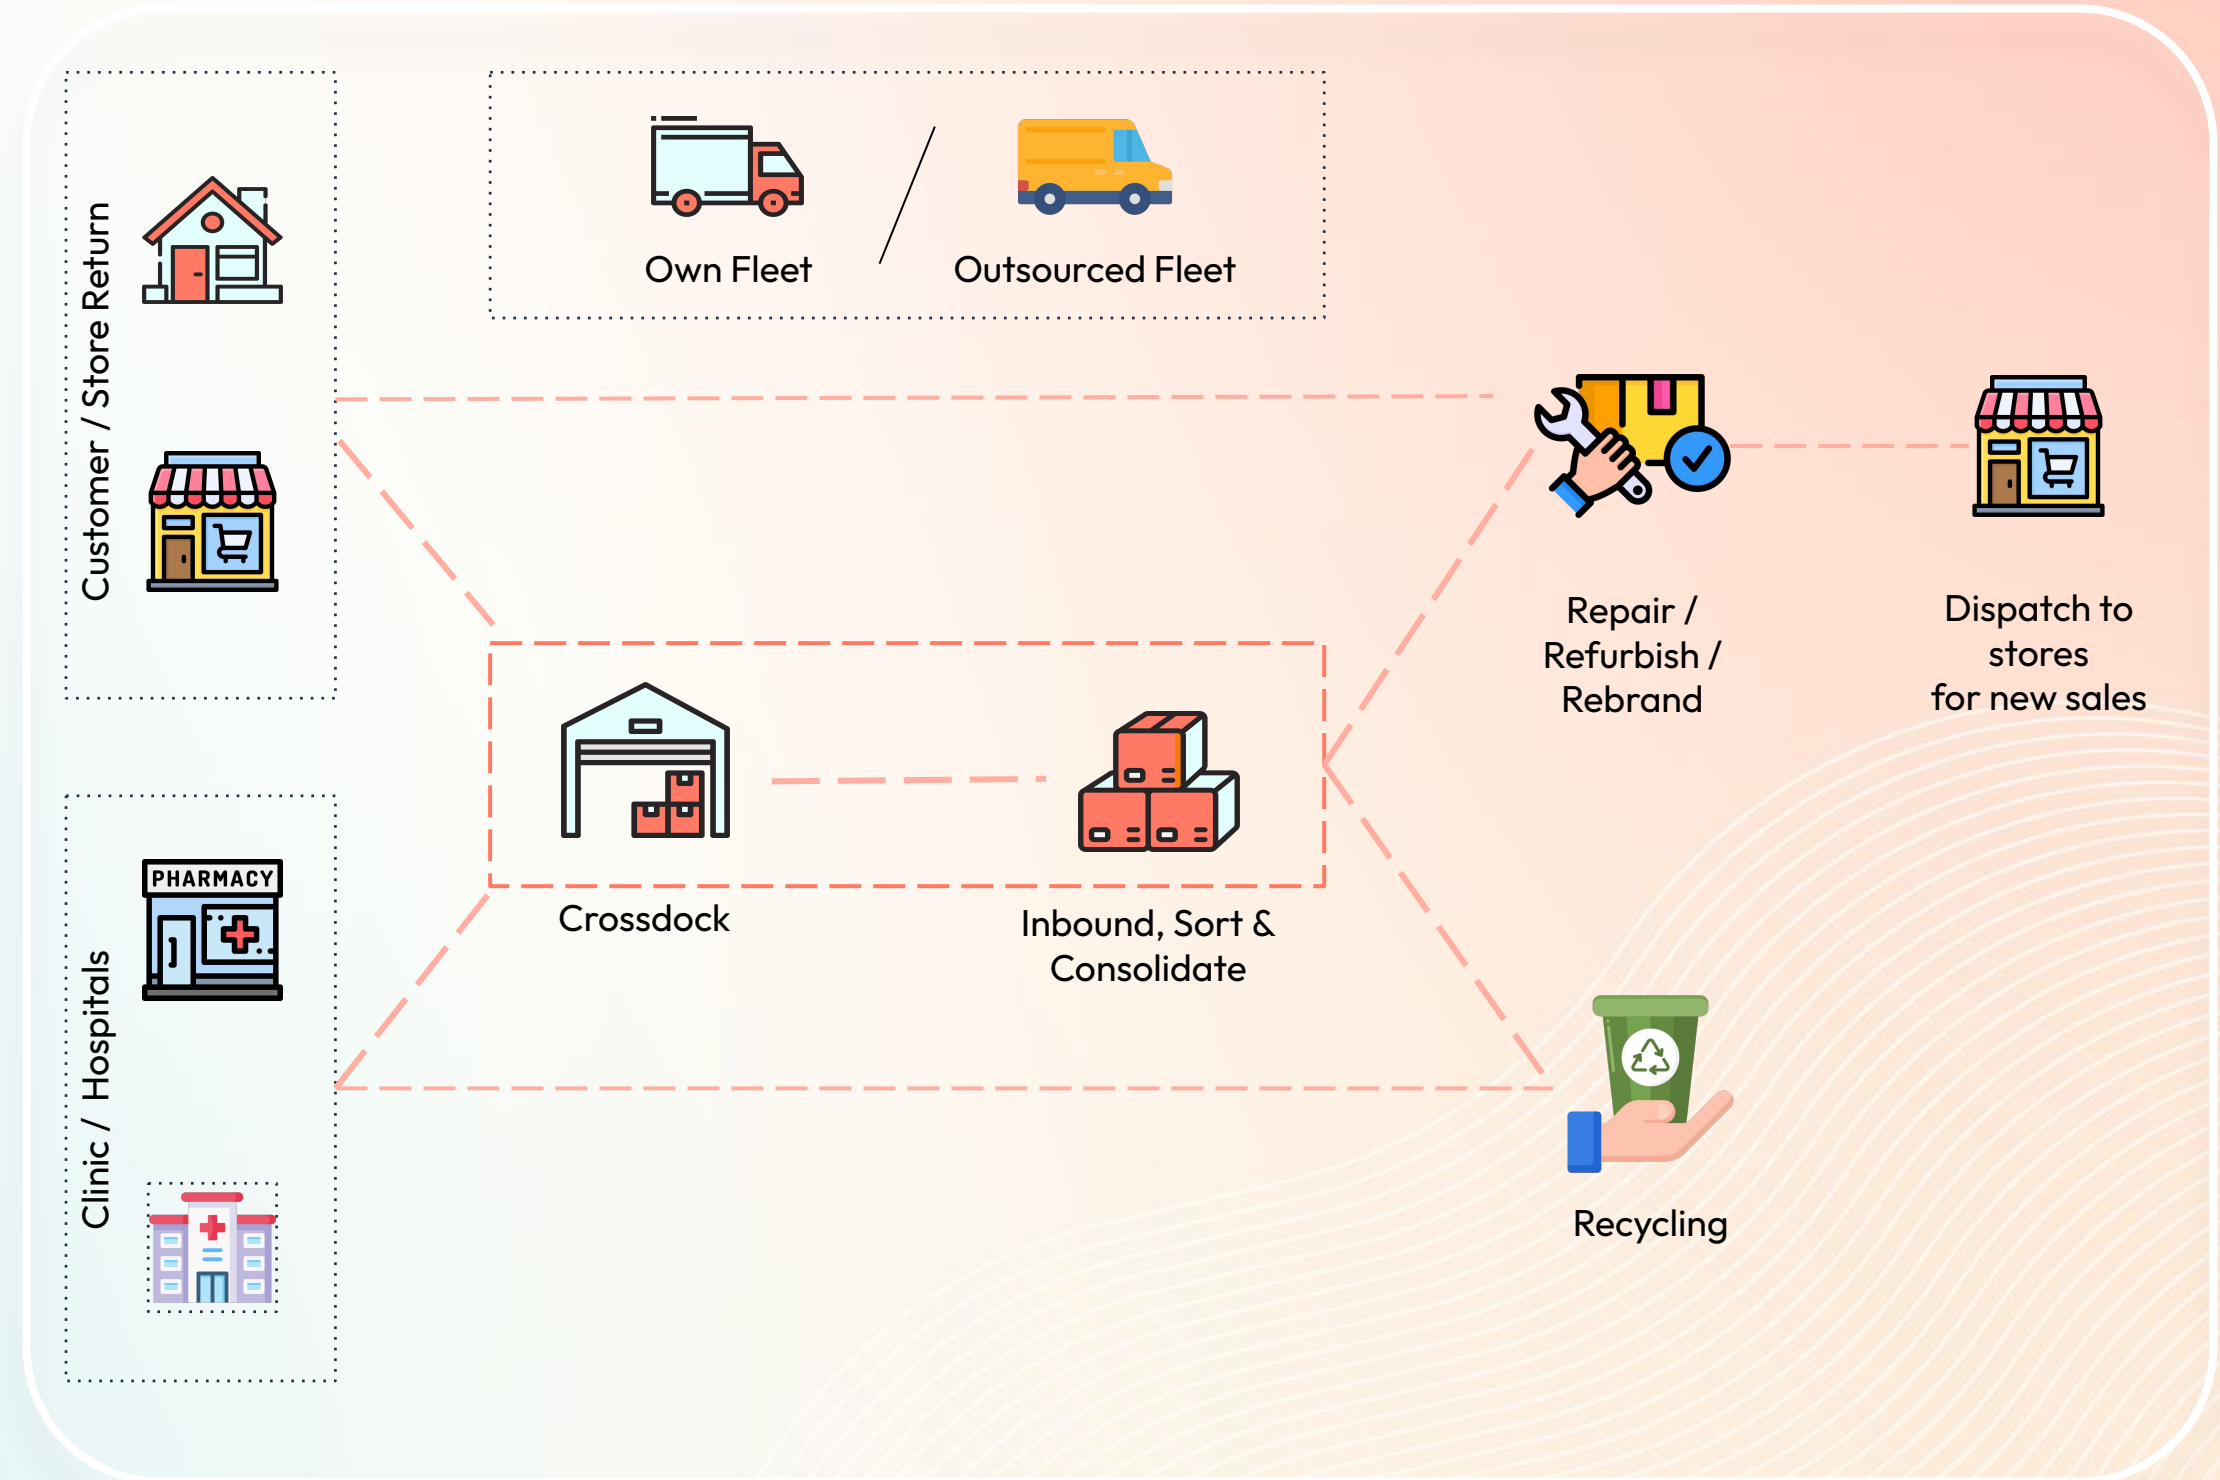 Customer / Store Return
Own Fleet
Outsourced Fleet
Repair /
Refurbish /
Rebrand
Dispatch to
stores
for new sales
Clinic / Hospitals
PHARMACY
Crossdock
Inbound, Sort &
Consolidate
Recycling